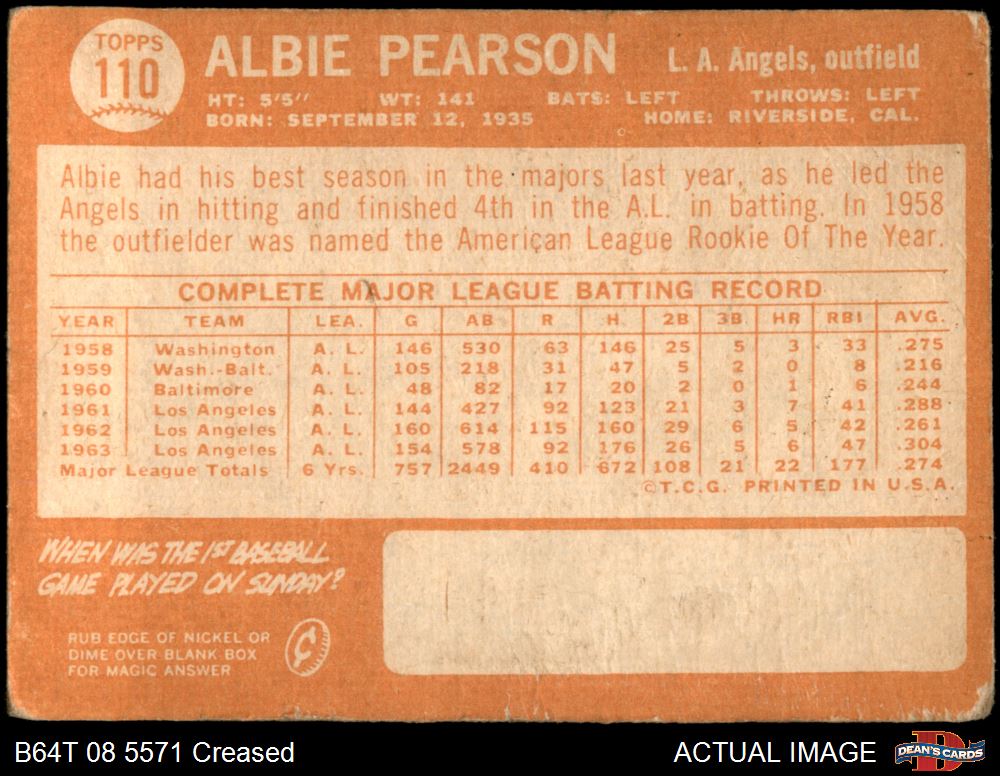 TOPPS
110
ALBIE PEARSON L. A. Angels, outfield
HT: 5'5" WT: 141 BATS: LEFT THROWS: LEFT
BORN: SEPTEMBER 12, 1935 HOME: RIVERSIDE, CAL.
Albie had his best season in the majors last year, as he led the
Angels in hitting and finished 4th in the A.L. in batting. In 1958
the outfielder was named the American League Rookie Of The Year.
COMPLETE MAJOR LEAGUE BATTING RECORD
YEAR TEAM LEA. G AB R H 2B 3B HR RBI AVG.
1958 Washington A. L. 146 530 63 146 25 5 3 33 .275
1959 Wash.-Balt. A. L. 105 218 31 47 5 2 0 8 .216
1960 Baltimore A. L. 48 82 17 20 2 0 1 6 .244
1961 Los Angeles A. L. 144 427 92 123 21 3 7 41 .288
1962 Los Angeles A. L. 160 614 115 160 29 6 5 42 .261
1963 Los Angeles A. L. 154 578 92 176 26 5 6 47 .304
Major League Totals 6 Yrs. 757 2449 410 672 108 21 22 177 .274
©T.C.G. PRINTED IN U.S.A.
WHEN WAS THE 1ST BASEBALL
GAME PLAYED ON SUNDAY?
RUB EDGE OF NICKEL OR
DIME OVER BLANK BOX
FOR MAGIC ANSWER
¢
B64T 08 5571 Creased ACTUAL IMAGE
D
DEAN'S CARDS